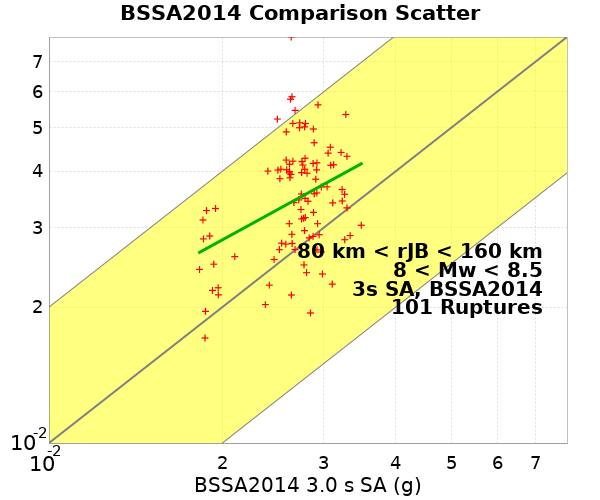 BSSA2014 Comparison Scatter
7
6
5
4
3
2
10-2
80 km < rJB < 160 km
8 < Mw < 8.5
3s SA, BSSA2014
101 Ruptures
10-2
2 3 4 5 6 7
BSSA2014 3.0 s SA (g)